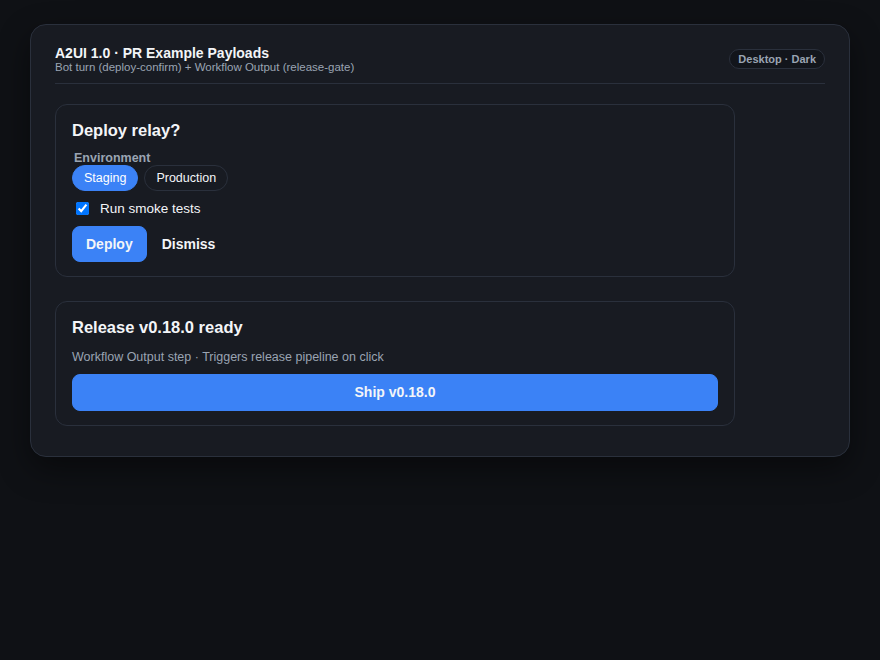 A2UI 1.0 · PR Example Payloads
Bot turn (deploy-confirm) + Workflow Output (release-gate)
Desktop · Dark
Deploy relay?
Environment
Staging
Production
Run smoke tests
Deploy
Dismiss
Release v0.18.0 ready
Workflow Output step · Triggers release pipeline on click
Ship v0.18.0